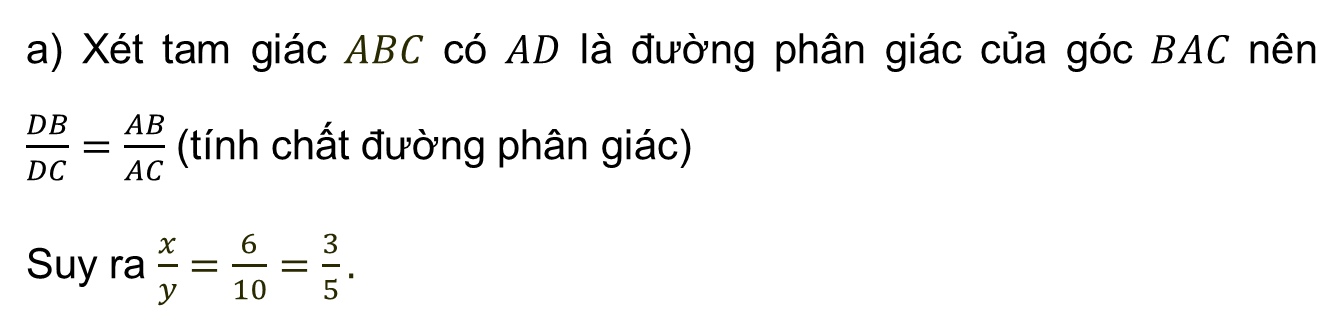 a) Xét tam giác ABC có AD là đường phân giác của góc BAC nên
DB/DC = AB/AC (tính chất đường phân giác)
Suy ra x/y = 6/10 = 3/5.